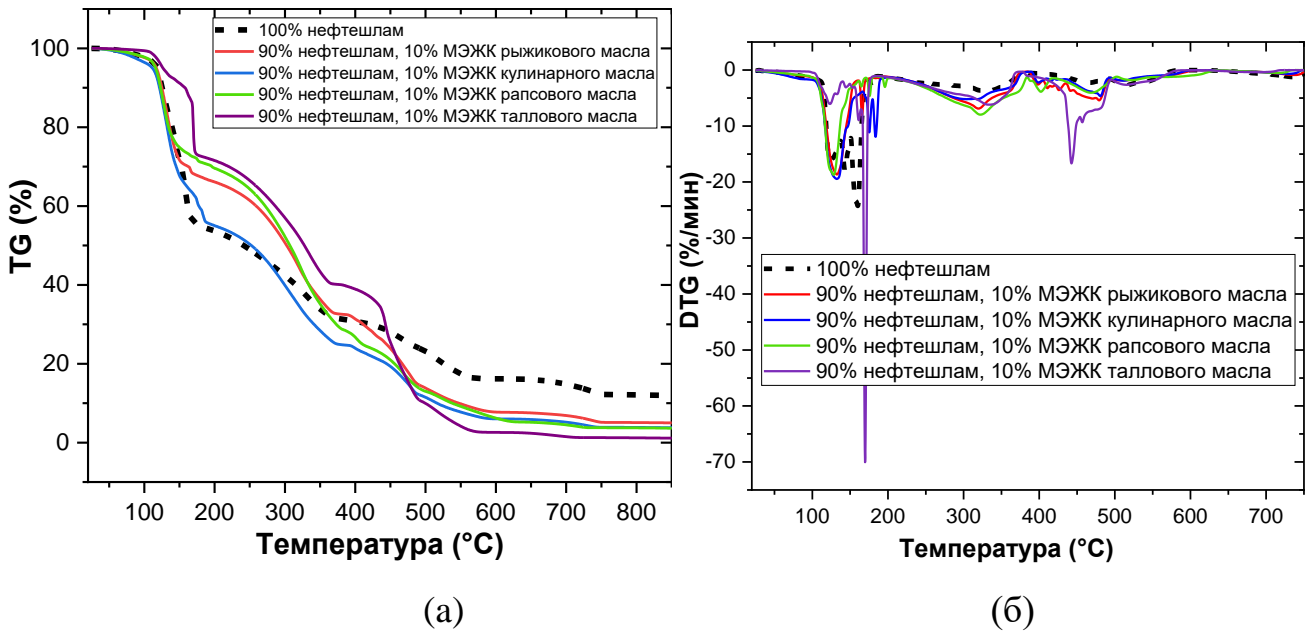 100% нефтешлам
90% нефтешлам, 10% МЭЖК рыжикового масла
90% нефтешлам, 10% МЭЖК кулинарного масла
90% нефтешлам, 10% МЭЖК рапсового масла
90% нефтешлам, 10% МЭЖК таллового масла
TG (%)
100
80
60
40
20
0
100 200 300 400 500 600 700 800
Температура (°C)
(а)
DTG (%/мин)
0
-10
-20
-30
-40
-50
-60
-70
100% нефтешлам
90% нефтешлам, 10% МЭЖК рыжикового масла
90% нефтешлам, 10% МЭЖК кулинарного масла
90% нефтешлам, 10% МЭЖК рапсового масла
90% нефтешлам, 10% МЭЖК таллового масла
100 200 300 400 500 600 700
Температура (°C)
(б)